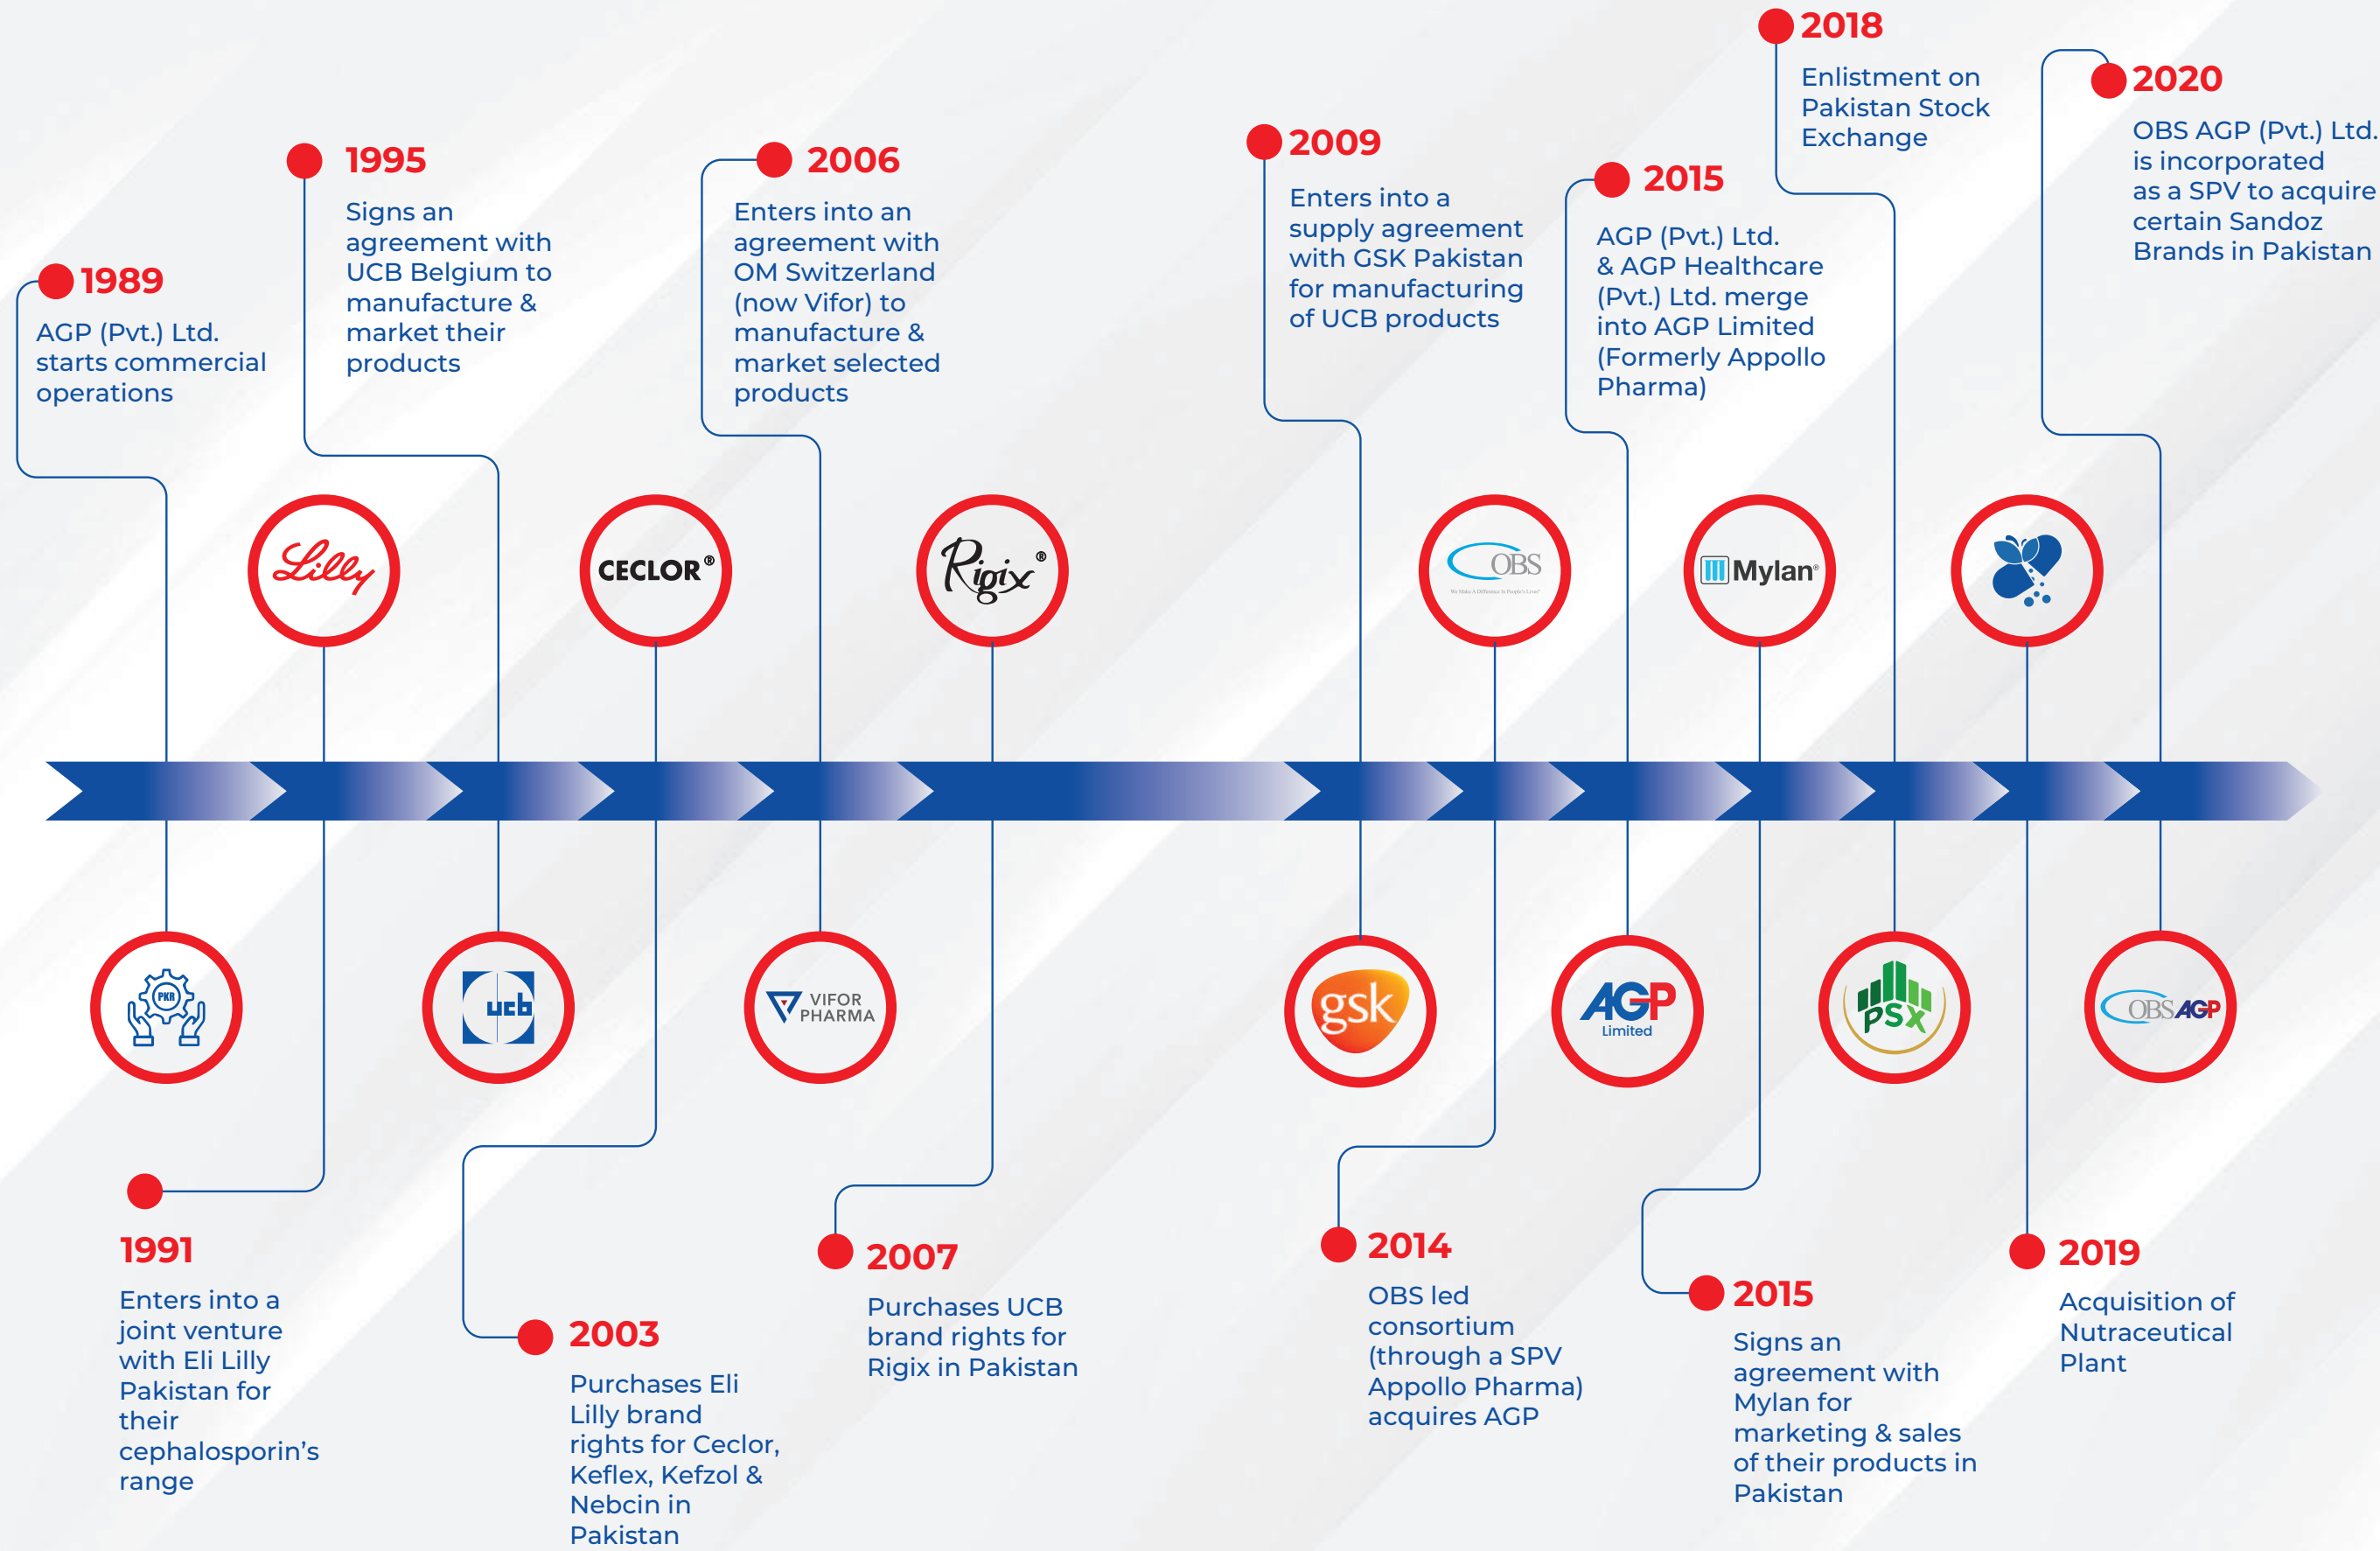 1989
AGP (Pvt.) Ltd.
starts commercial
operations
1995
Signs an
agreement with
UCB Belgium to
manufacture &
market their
products
2006
Enters into an
agreement with
OM Switzerland
(now Vifor) to
manufacture &
market selected
products
2009
Enters into a
supply agreement
with GSK Pakistan
for manufacturing
of UCB products
2015
AGP (Pvt.) Ltd.
& AGP Healthcare
(Pvt.) Ltd. merge
into AGP Limited
(Formerly Appollo
Pharma)
2018
Enlistment on
Pakistan Stock
Exchange
2020
OBS AGP (Pvt.) Ltd.
is incorporated
as a SPV to acquire
certain Sandoz
Brands in Pakistan
Lilly
CECLOR®
Rigix®
OBS
We Make A Difference In People's Lives*
Mylan®
PKR
ucb
VIFOR
PHARMA
gsk
AGP
Limited
PSX
OBS AGP
1991
Enters into a
joint venture
with Eli Lilly
Pakistan for
their
cephalosporin’s
range
2003
Purchases Eli
Lilly brand
rights for Ceclor,
Keflex, Kefzol &
Nebcin in
Pakistan
2007
Purchases UCB
brand rights for
Rigix in Pakistan
2014
OBS led
consortium
(through a SPV
Appollo Pharma)
acquires AGP
2015
Signs an
agreement with
Mylan for
marketing & sales
of their products in
Pakistan
2019
Acquisition of
Nutraceutical
Plant